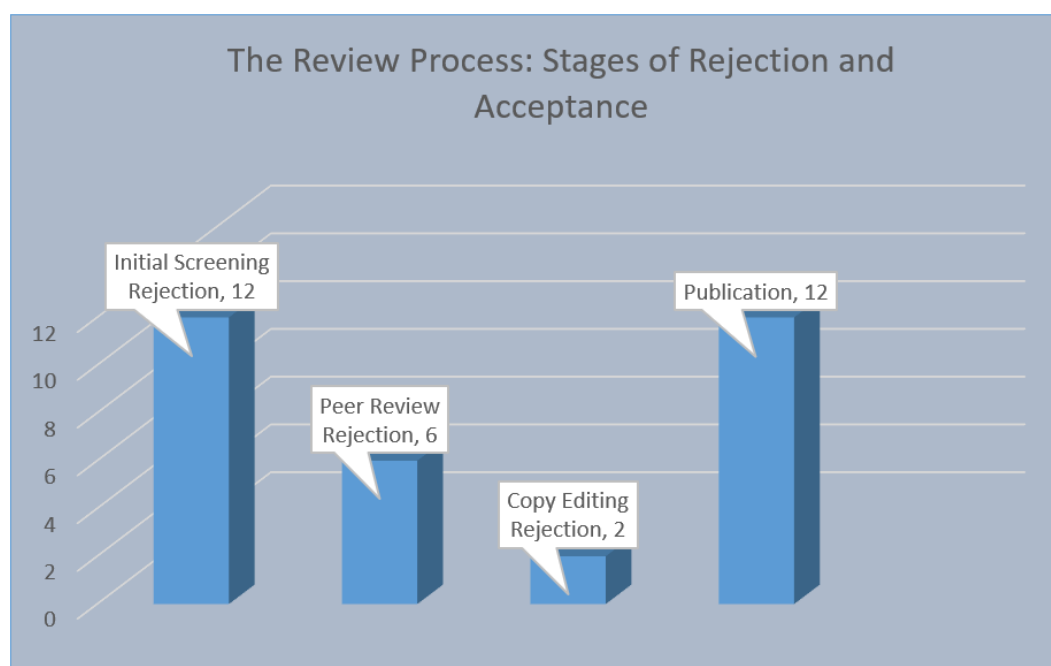 The Review Process: Stages of Rejection and
Acceptance
Initial Screening
Rejection, 12
Publication, 12
Peer Review
Rejection, 6
Copy Editing
Rejection, 2
12
10
8
6
4
2
0